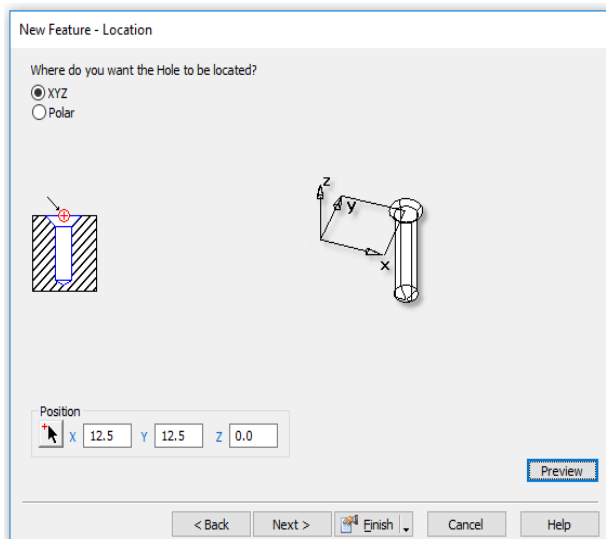 New Feature - Location
Where do you want the Hole to be located?
XYZ
Polar
z
y
x
Position
X 12.5 Y 12.5 Z 0.0
Preview
< Back Next > Finish Cancel Help